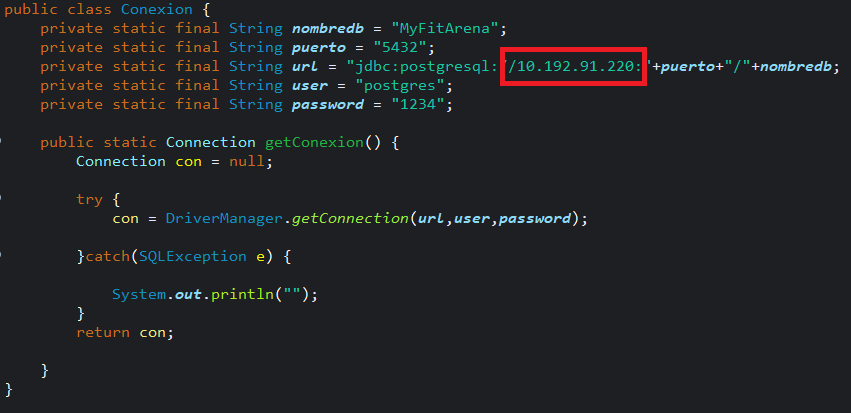 public class Conexion {
    private static final String nombredb = "MyFitArena";
    private static final String puerto = "5432";
    private static final String url = "jdbc:postgresql://10.192.91.220:"+puerto+"/"+nombredb;
    private static final String user = "postgres";
    private static final String password = "1234";
    public static Connection getConexion() {
        Connection con = null;
        try {
            con = DriverManager.getConnection(url,user,password);
        }catch(SQLException e) {
            System.out.println("");
        }
        return con;
    }
}